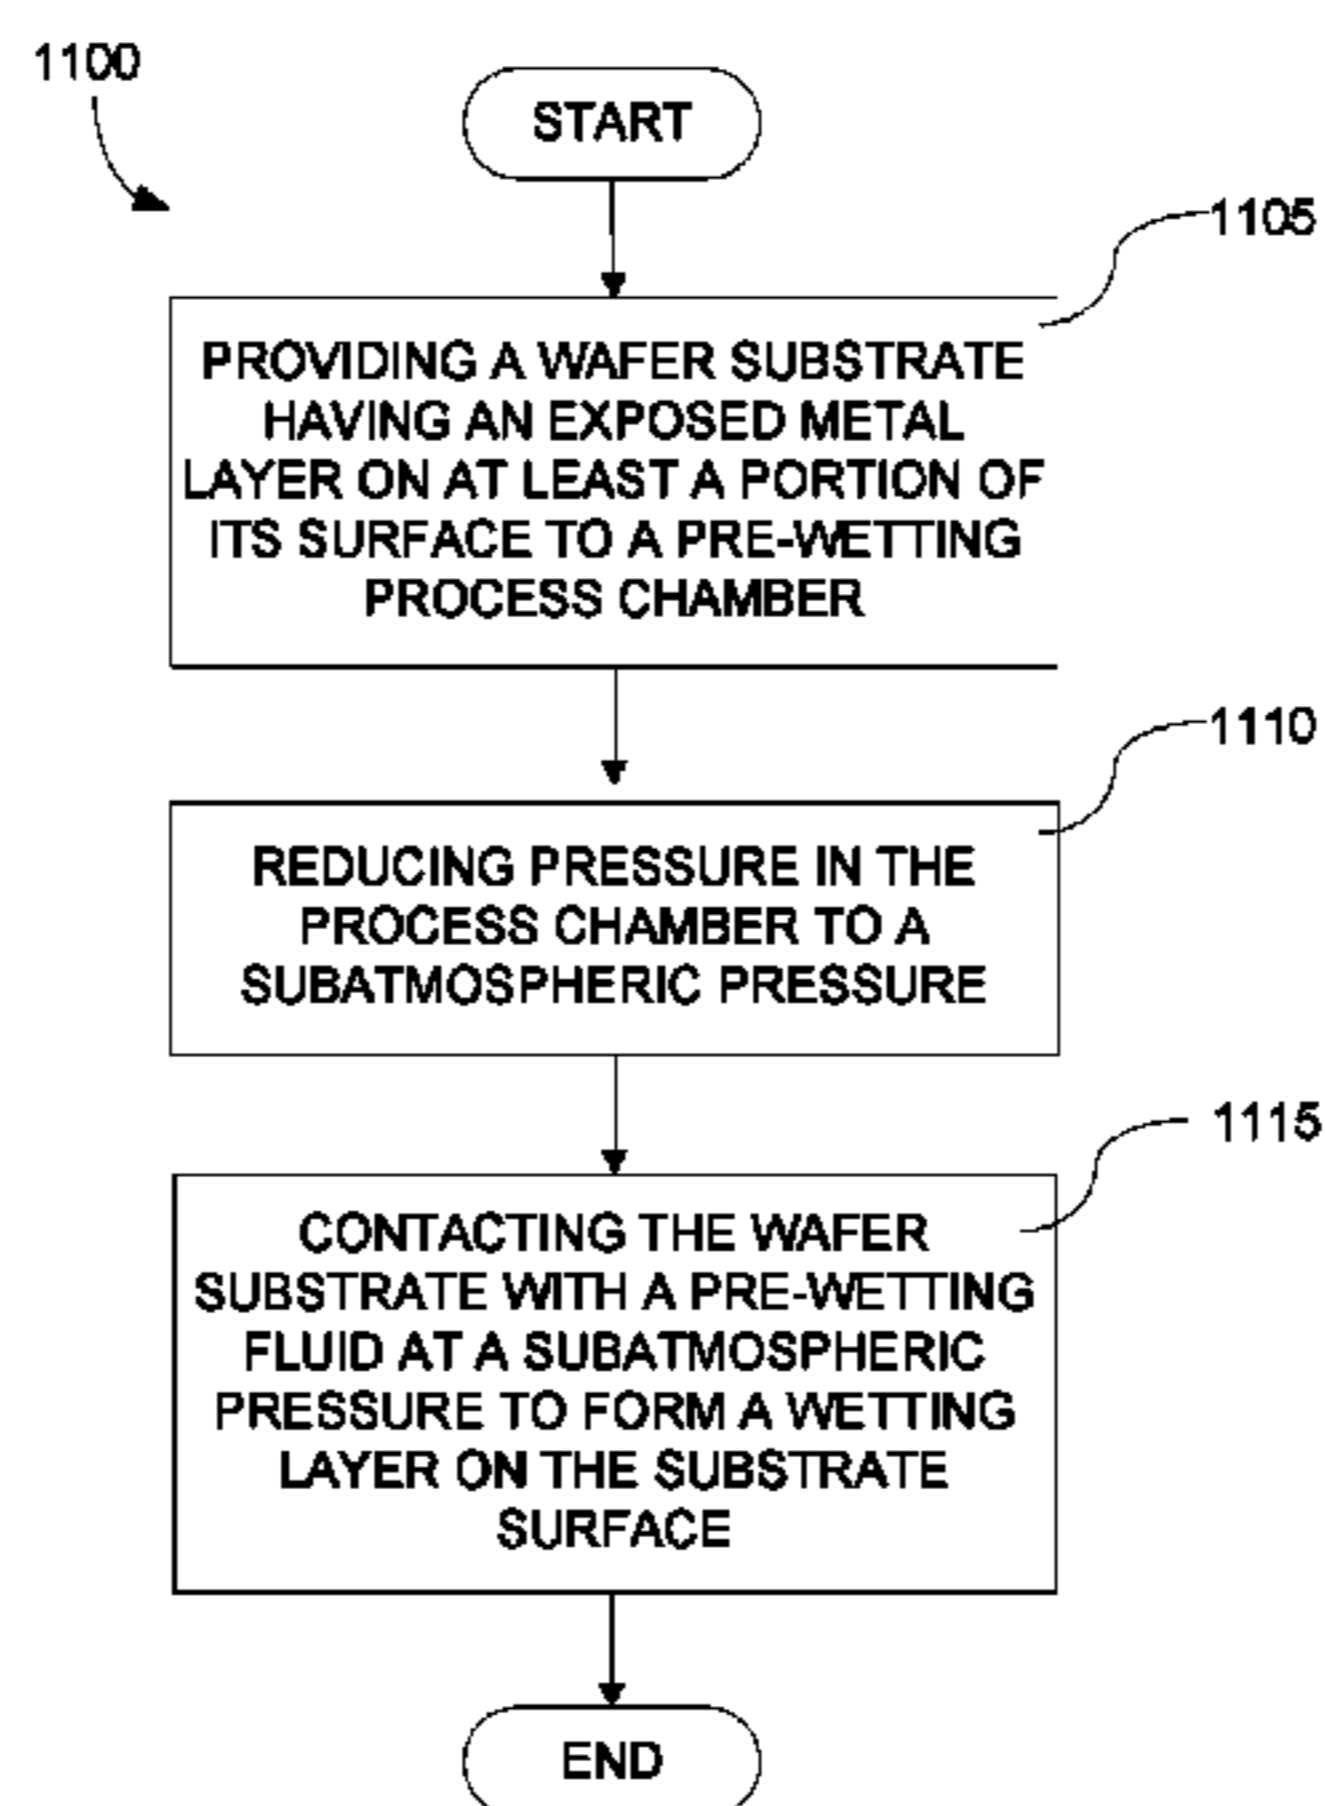 1100
START
1105
PROVIDING A WAFER SUBSTRATE
HAVING AN EXPOSED METAL
LAYER ON AT LEAST A PORTION OF
ITS SURFACE TO A PRE-WETTING
PROCESS CHAMBER
1110
REDUCING PRESSURE IN THE
PROCESS CHAMBER TO A
SUBATMOSPHERIC PRESSURE
1115
CONTACTING THE WAFER
SUBSTRATE WITH A PRE-WETTING
FLUID AT A SUBATMOSPHERIC
PRESSURE TO FORM A WETTING
LAYER ON THE SUBSTRATE
SURFACE
END